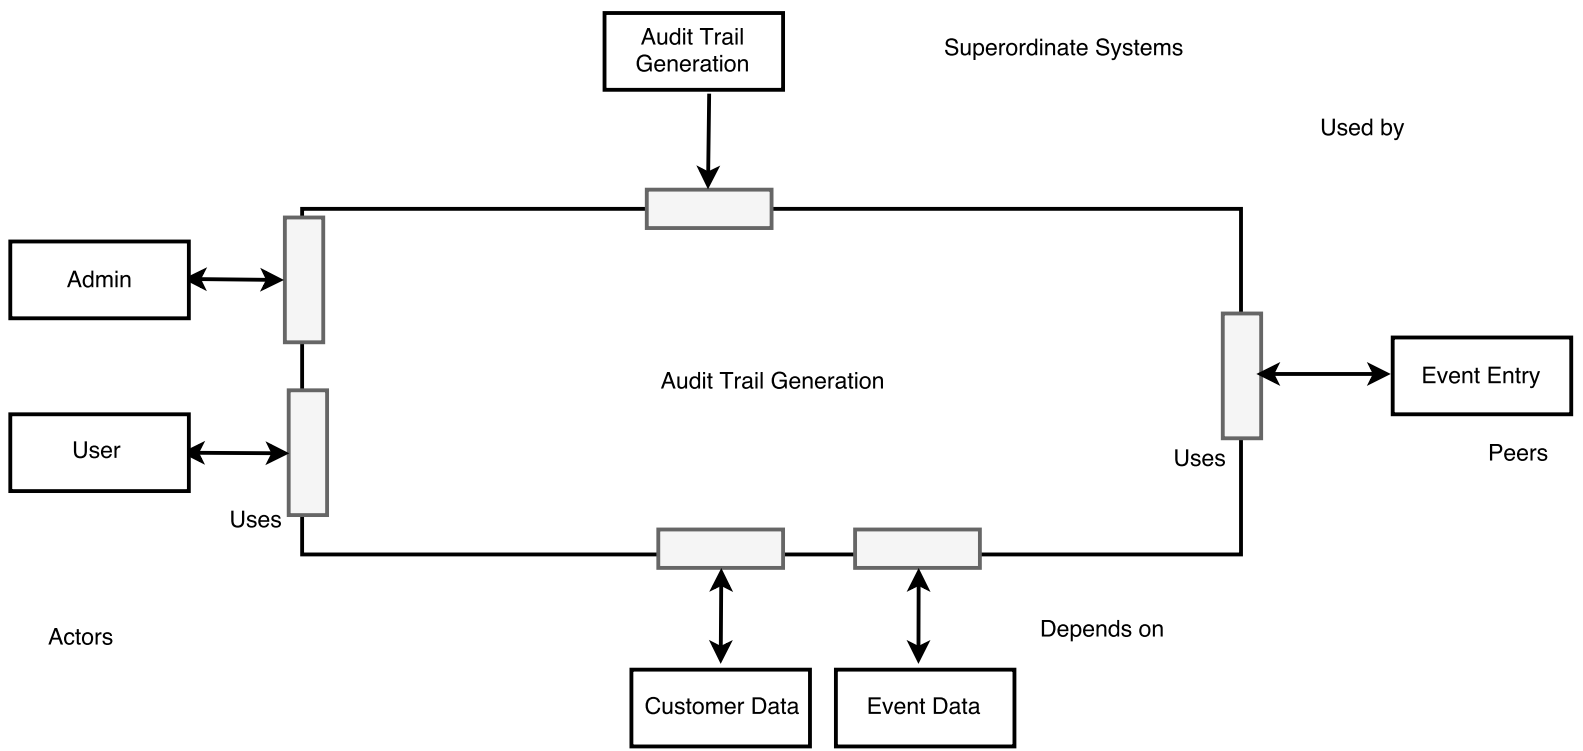 Audit Trail
Generation
Superordinate Systems
Used by
Admin
Audit Trail Generation
Event Entry
User
Uses
Peers
Uses
Depends on
Actors
Customer Data
Event Data